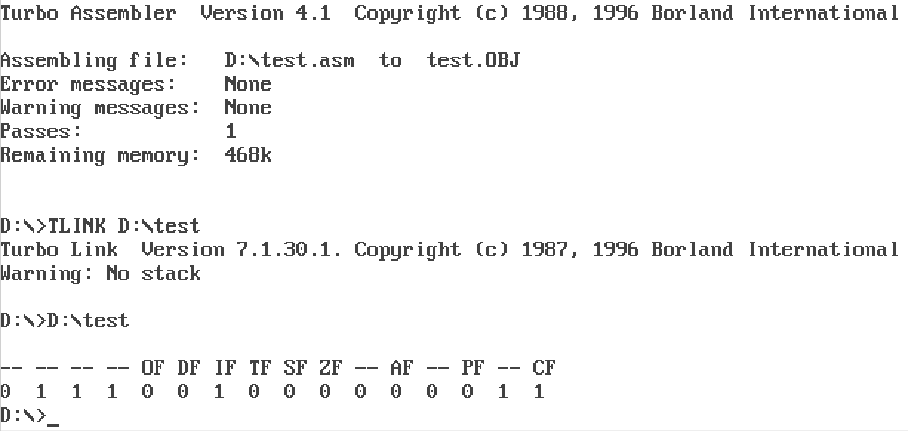 Turbo Assembler  Version 4.1  Copyright (c) 1988, 1996 Borland International
Assembling file:   D:\test.asm  to  test.OBJ
Error messages:    None
Warning messages:  None
Passes:            1
Remaining memory:  468k
D:\>TLINK D:\test
Turbo Link  Version 7.1.30.1. Copyright (c) 1987, 1996 Borland International
Warning: No stack
D:\>D:\test
-- -- -- -- OF DF IF TF SF ZF -- AF -- PF -- CF
0  1  1  1  0  0  1  0  0  0  0  0  0  0  1  1
D:\>_